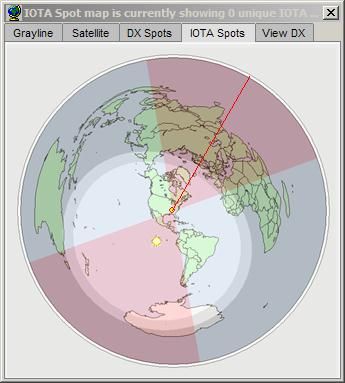 IOTA Spot map is currently showing 0 unique IOTA ...
Grayline Satellite DX Spots IOTA Spots View DX